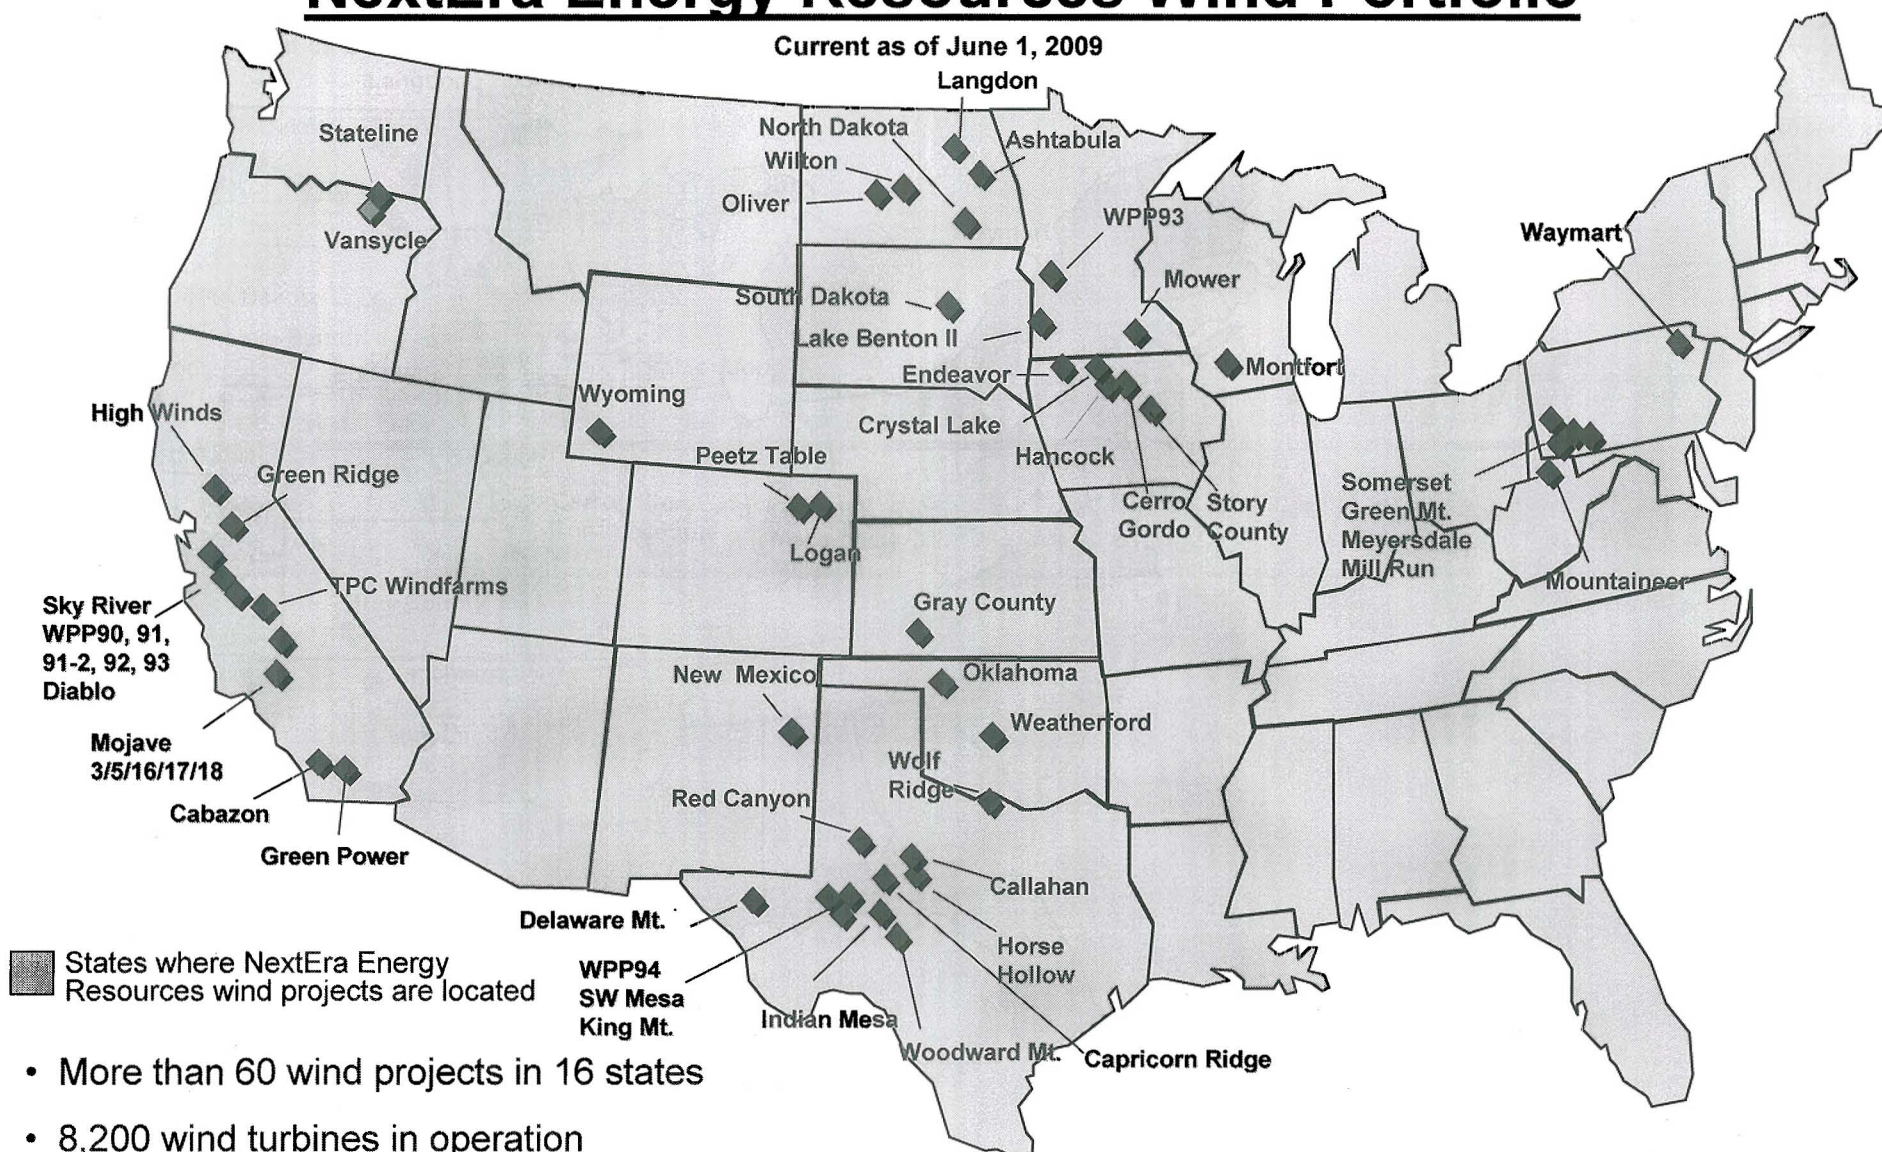 NextEra Energy Resources Wind Portfolio
Current as of June 1, 2009
Langdon
North Dakota
Ashtabula
Stateline
Wilton
Oliver
WPP93
Vansycle
Waymart
Mower
South Dakota
Lake Benton II
Endeavor
Montfort
Wyoming
High Winds
Crystal Lake
Peetz Table
Hancock
Green Ridge
Cerro
Gordo
Story
County
Somerset
Green Mt.
Meyersdale
Mill Run
Logan
Mountaineer
TPC Windfarms
Sky River
WPP90, 91,
91-2, 92, 93
Diablo
Gray County
New Mexico
Oklahoma
Weatherford
Mojave
3/5/16/17/18
Wolf
Ridge
Red Canyon
Cabazon
Green Power
Callahan
Delaware Mt.
Horse
Hollow
WPP94
SW Mesa
King Mt.
Indian Mesa
Woodward Mt.
Capricorn Ridge
States where NextEra Energy
Resources wind projects are located
• More than 60 wind projects in 16 states
• 8,200 wind turbines in operation